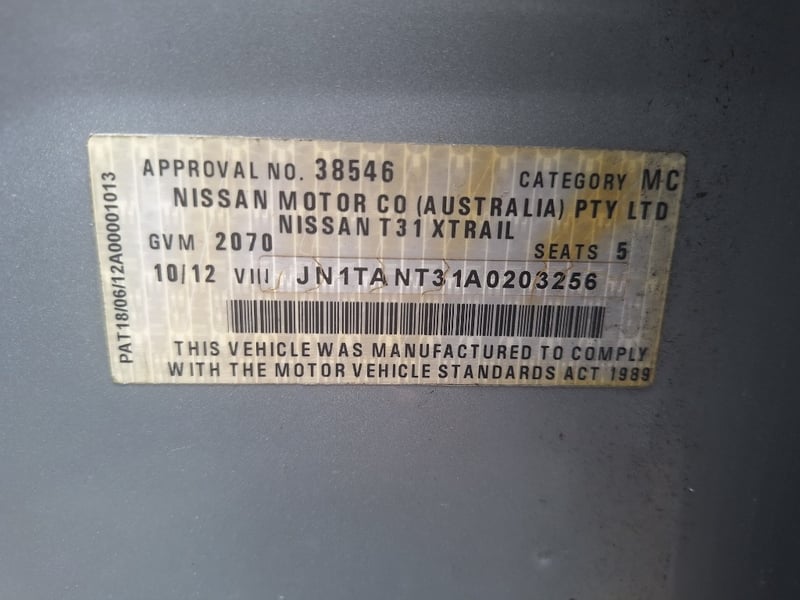 APPROVAL NO. 38546 CATEGORY MC
NISSAN MOTOR CO (AUSTRALIA) PTY LTD
NISSAN T31 XTRAIL
GVM 2070 SEATS 5
10/12 VIII JN1TANT31A0203256
THIS VEHICLE WAS MANUFACTURED TO COMPLY
WITH THE MOTOR VEHICLE STANDARDS ACT 1989
PAT18/06/12A00001013